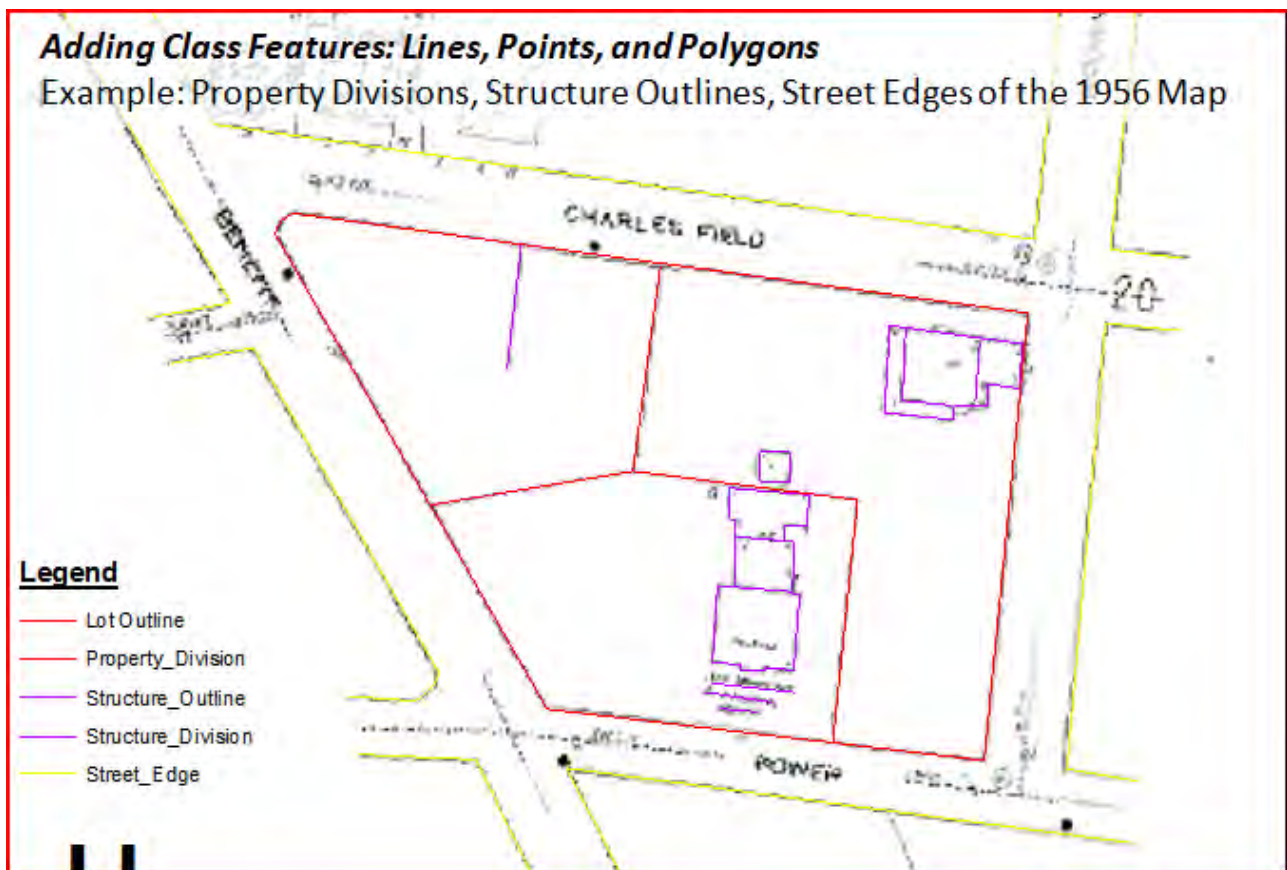 Adding Class Features: Lines, Points, and Polygons
Example: Property Divisions, Structure Outlines, Street Edges of the 1956 Map
CHARLES FIELD
20
Legend
Lot Outline
Property_Division
Structure_Outline
Structure_Division
Street_Edge
POWER